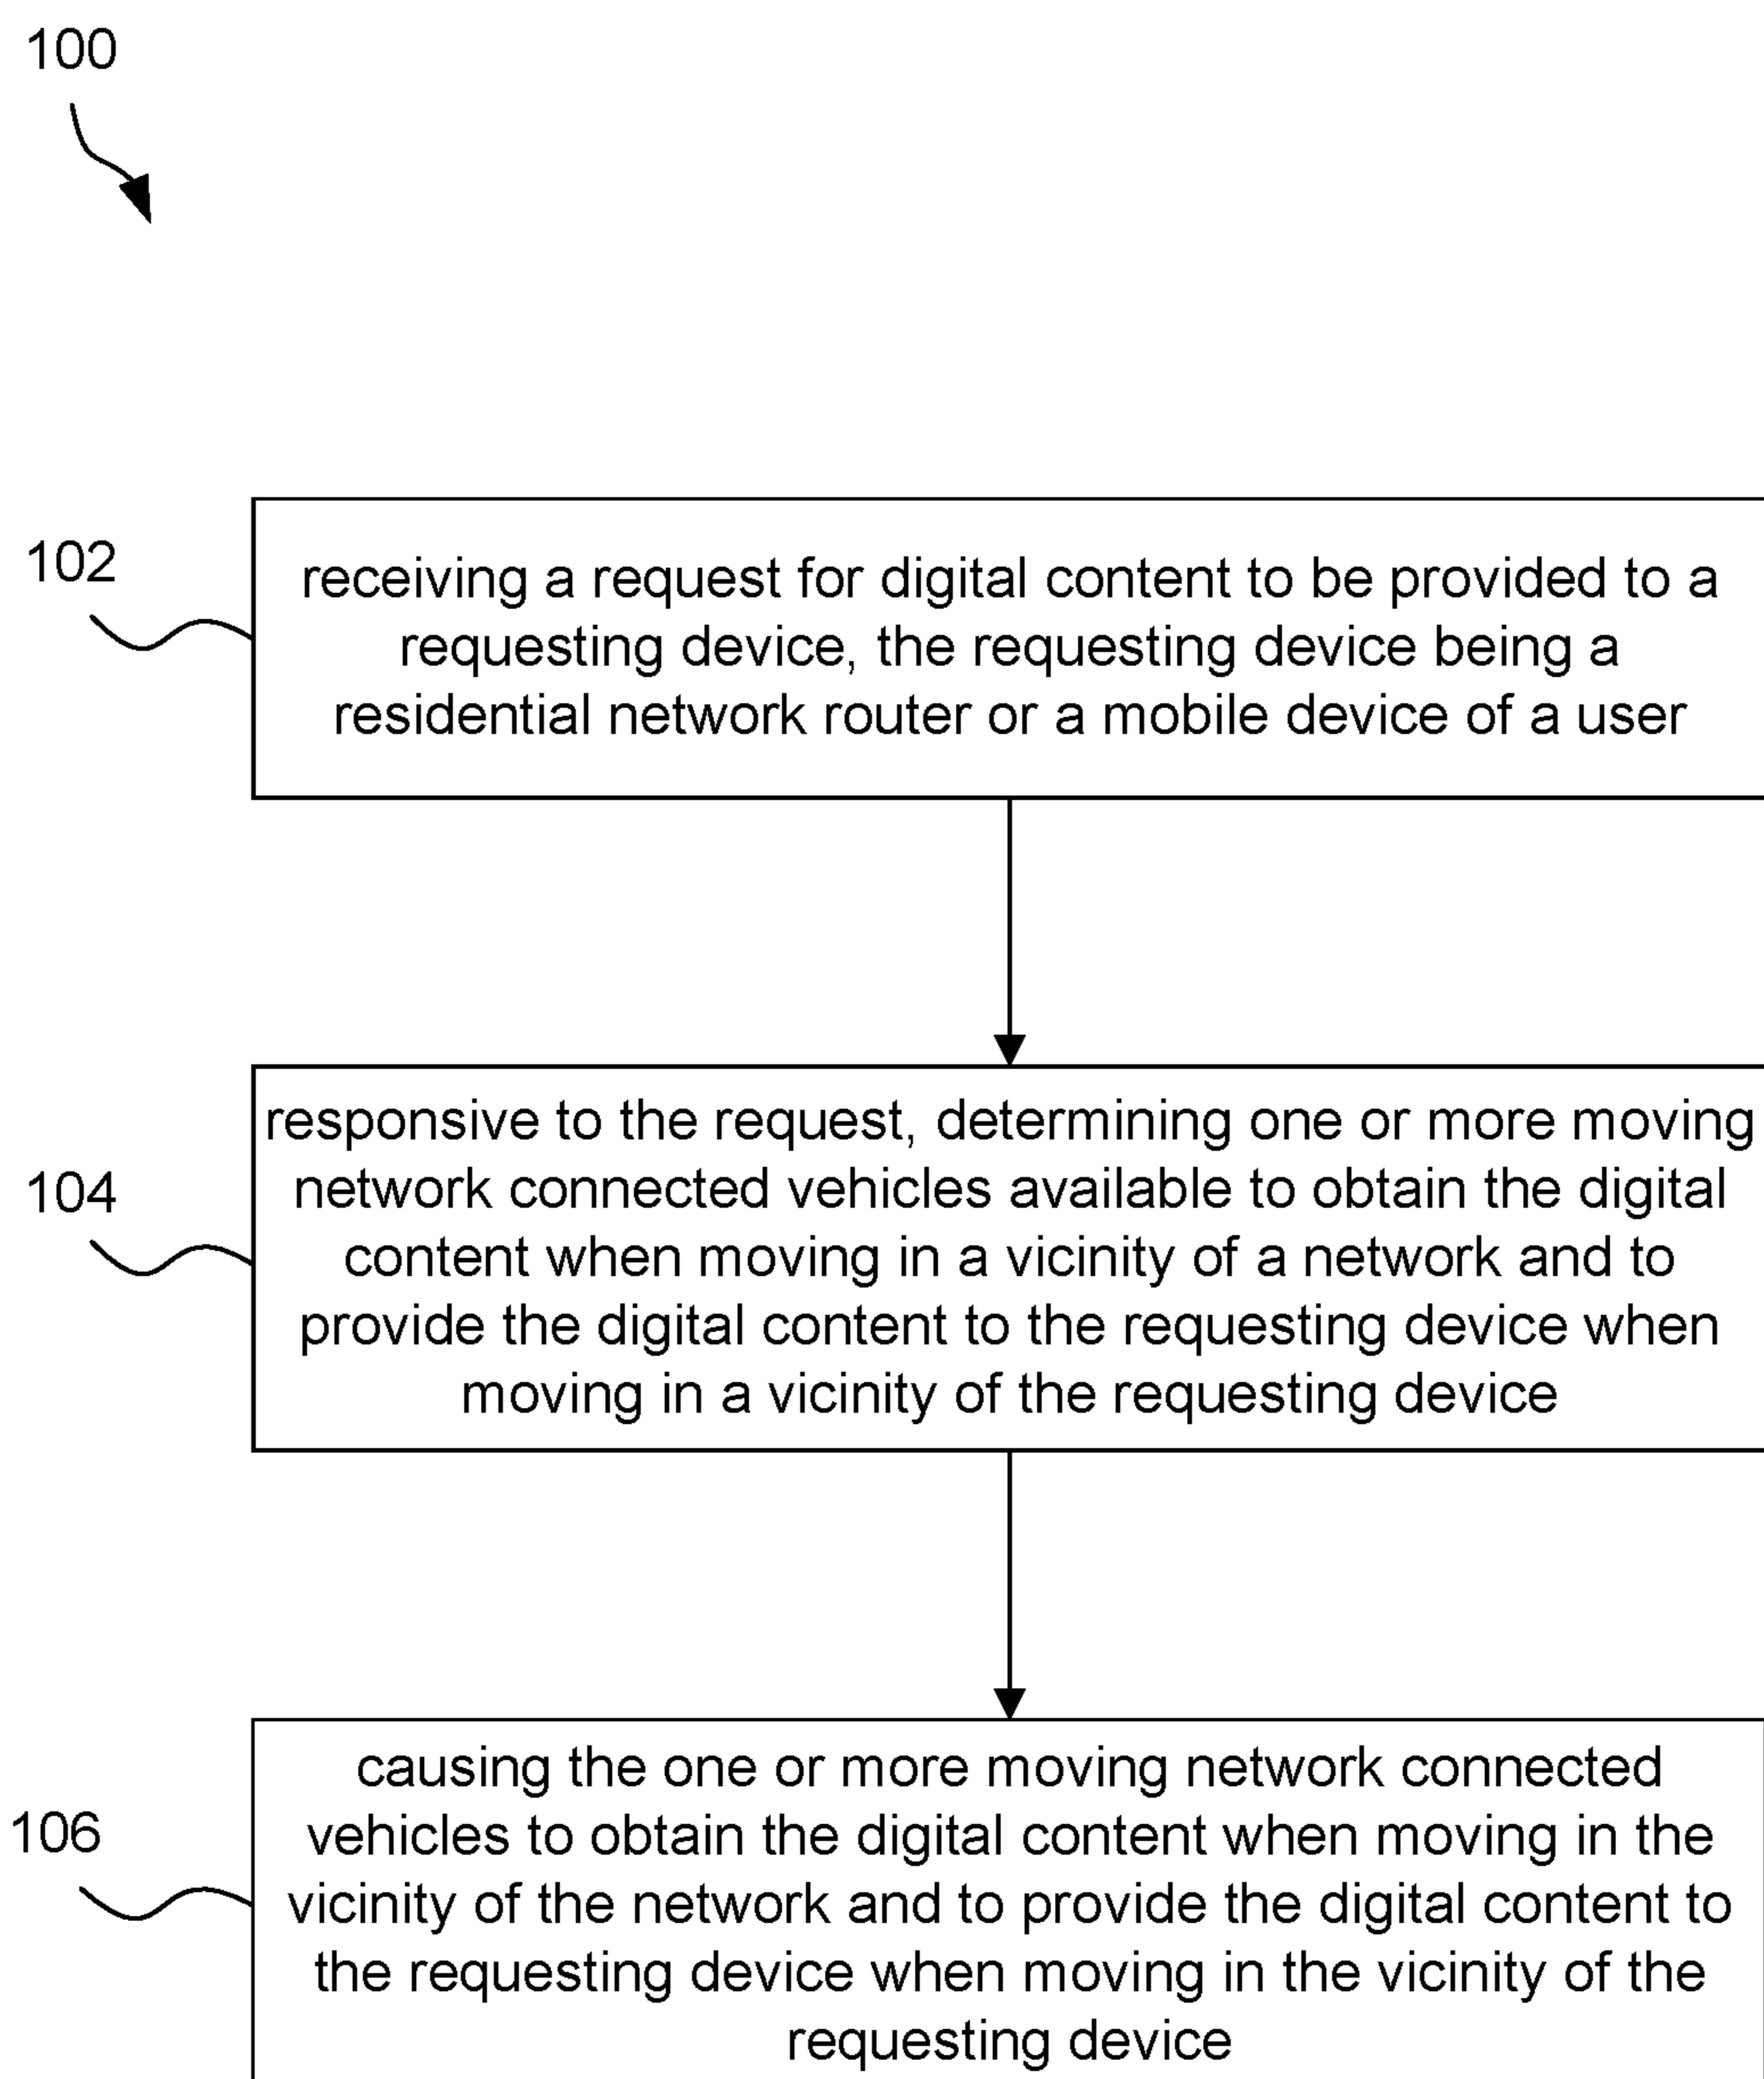 100
102
receiving a request for digital content to be provided to a
requesting device, the requesting device being a
residential network router or a mobile device of a user
104
responsive to the request, determining one or more moving
network connected vehicles available to obtain the digital
content when moving in a vicinity of a network and to
provide the digital content to the requesting device when
moving in a vicinity of the requesting device
106
causing the one or more moving network connected
vehicles to obtain the digital content when moving in the
vicinity of the network and to provide the digital content to
the requesting device when moving in the vicinity of the
requesting device